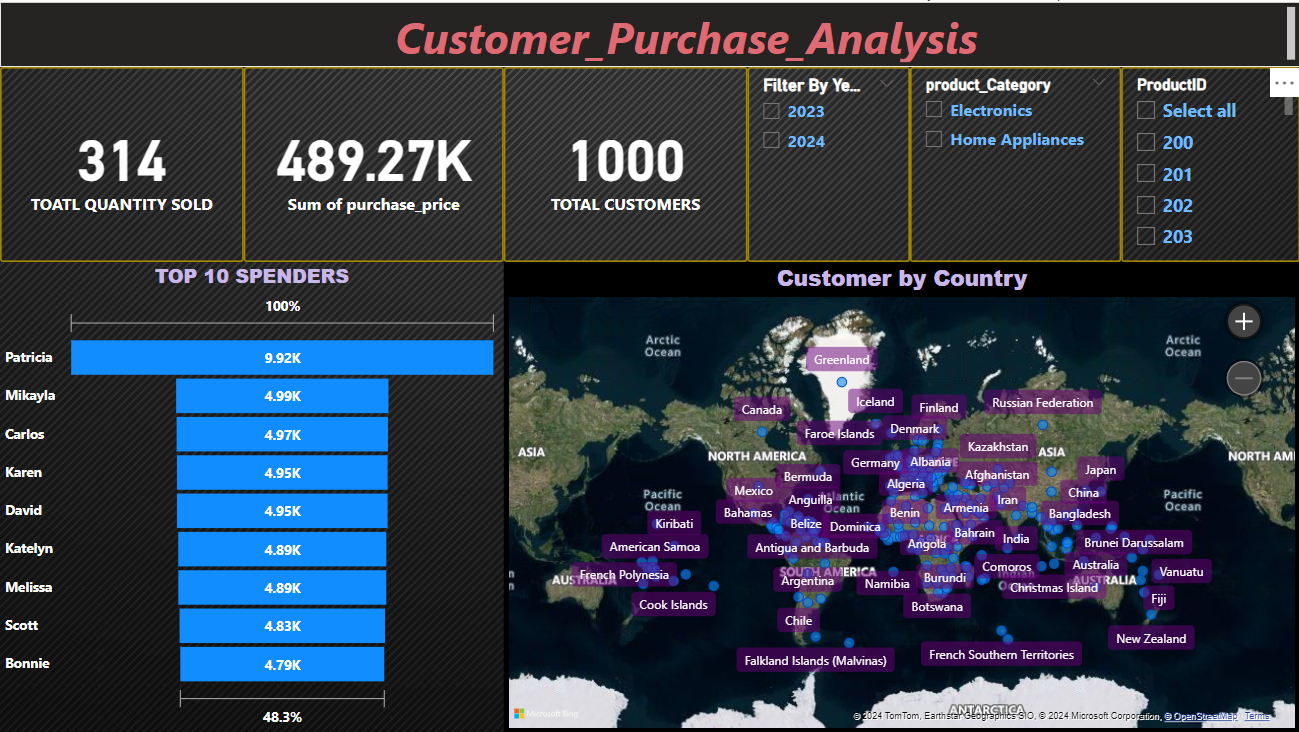 Customer_Purchase_Analysis
314
TOATL QUANTITY SOLD
489.27K
Sum of purchase_price
1000
TOTAL CUSTOMERS
Filter By Ye...
2023
2024
product_Category
Electronics
Home Appliances
ProductID
Select all
200
201
202
203
TOP 10 SPENDERS
100%
Patricia 9.92K
Mikayla 4.99K
Carlos 4.97K
Karen 4.95K
David 4.95K
Katelyn 4.89K
Melissa 4.89K
Scott 4.83K
Bonnie 4.79K
48.3%
Customer by Country
Arctic
Ocean
Arctic
Ocean
Greenland
Iceland
Canada
Finland
Russian Federation
Faroe Islands
Denmark
ASIA
NORTH AMERICA
Kazakhstan
ASIA
NORTH AM
Germany
Albania
Bermuda
Algeria
Afghanistan
Japan
Mexico
Anguilla
Iran
China
Pacific
Ocean
Ocean
Pacific
Ocean
Bahamas
Benin
Armenia
Bangladesh
Kiribati
Belize
Dominica
Bahrain
India
American Samoa
Antigua and Barbuda
Angola
Brunei Darussalam
French Polynesia
SOUTH AMERICA
Argentina
Namibia
Burundi
Comoros
Australia
AUSTRALIA
Vanuatu
Christmas Island
Cook Islands
Botswana
Fiji
Chile
New Zealand
Falkland Islands (Malvinas)
French Southern Territories
ANTARCTICA
Microsoft Bing
© 2024 TomTom, Earthstar Geographics SIO, © 2024 Microsoft Corporation, © OpenStreetMap Terms